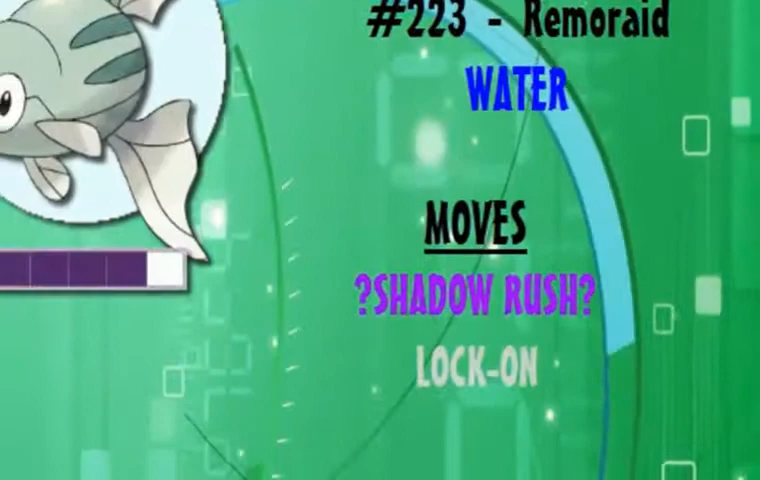 #223 - Remoraid
WATER
MOVES
?SHADOW RUSH?
LOCK-ON